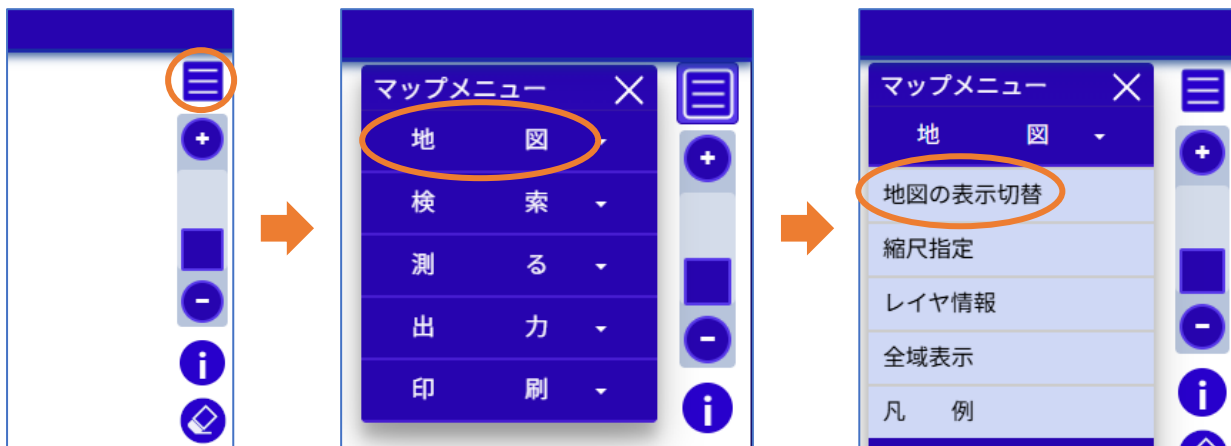 マップメニュー
地　　図
検　　索
測　　る
出　　力
印　　刷
マップメニュー
地　　図
地図の表示切替
縮尺指定
レイヤ情報
全域表示
凡　例